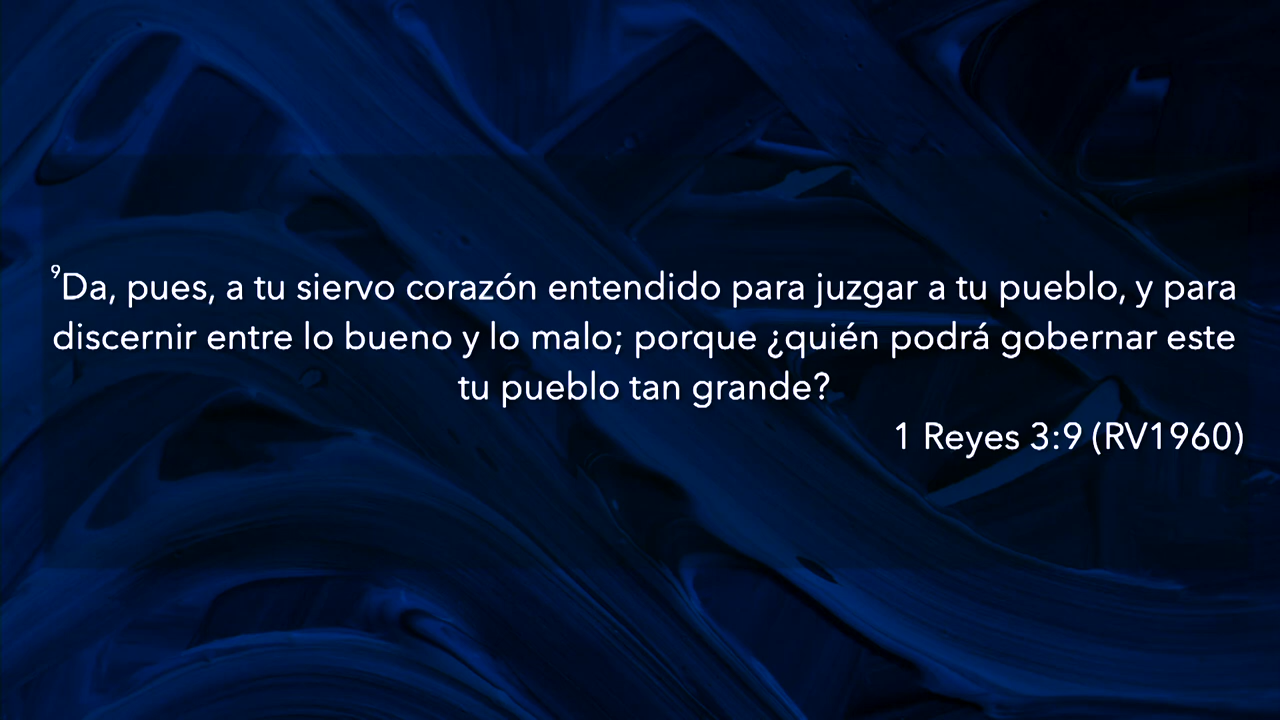 ⁹Da, pues, a tu siervo corazón entendido para juzgar a tu pueblo, y para
discernir entre lo bueno y lo malo; porque ¿quién podrá gobernar este
tu pueblo tan grande?
1 Reyes 3:9 (RV1960)